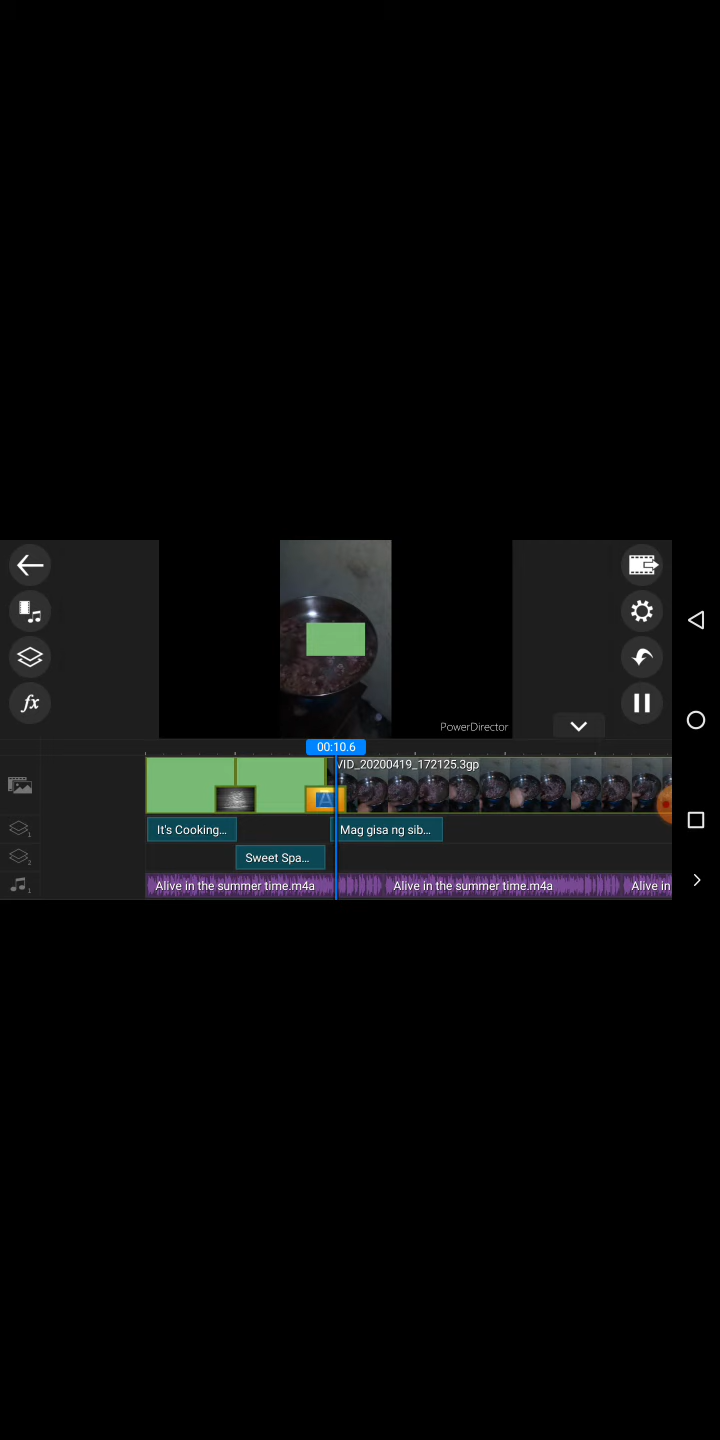 fx
PowerDirector
00:10.6
VID_20200419_172125.3gp
It's Cooking...
Mag gisa ng sib...
Sweet Spa...
Alive in the summer time.m4a
Alive in the summer time.m4a
Alive in